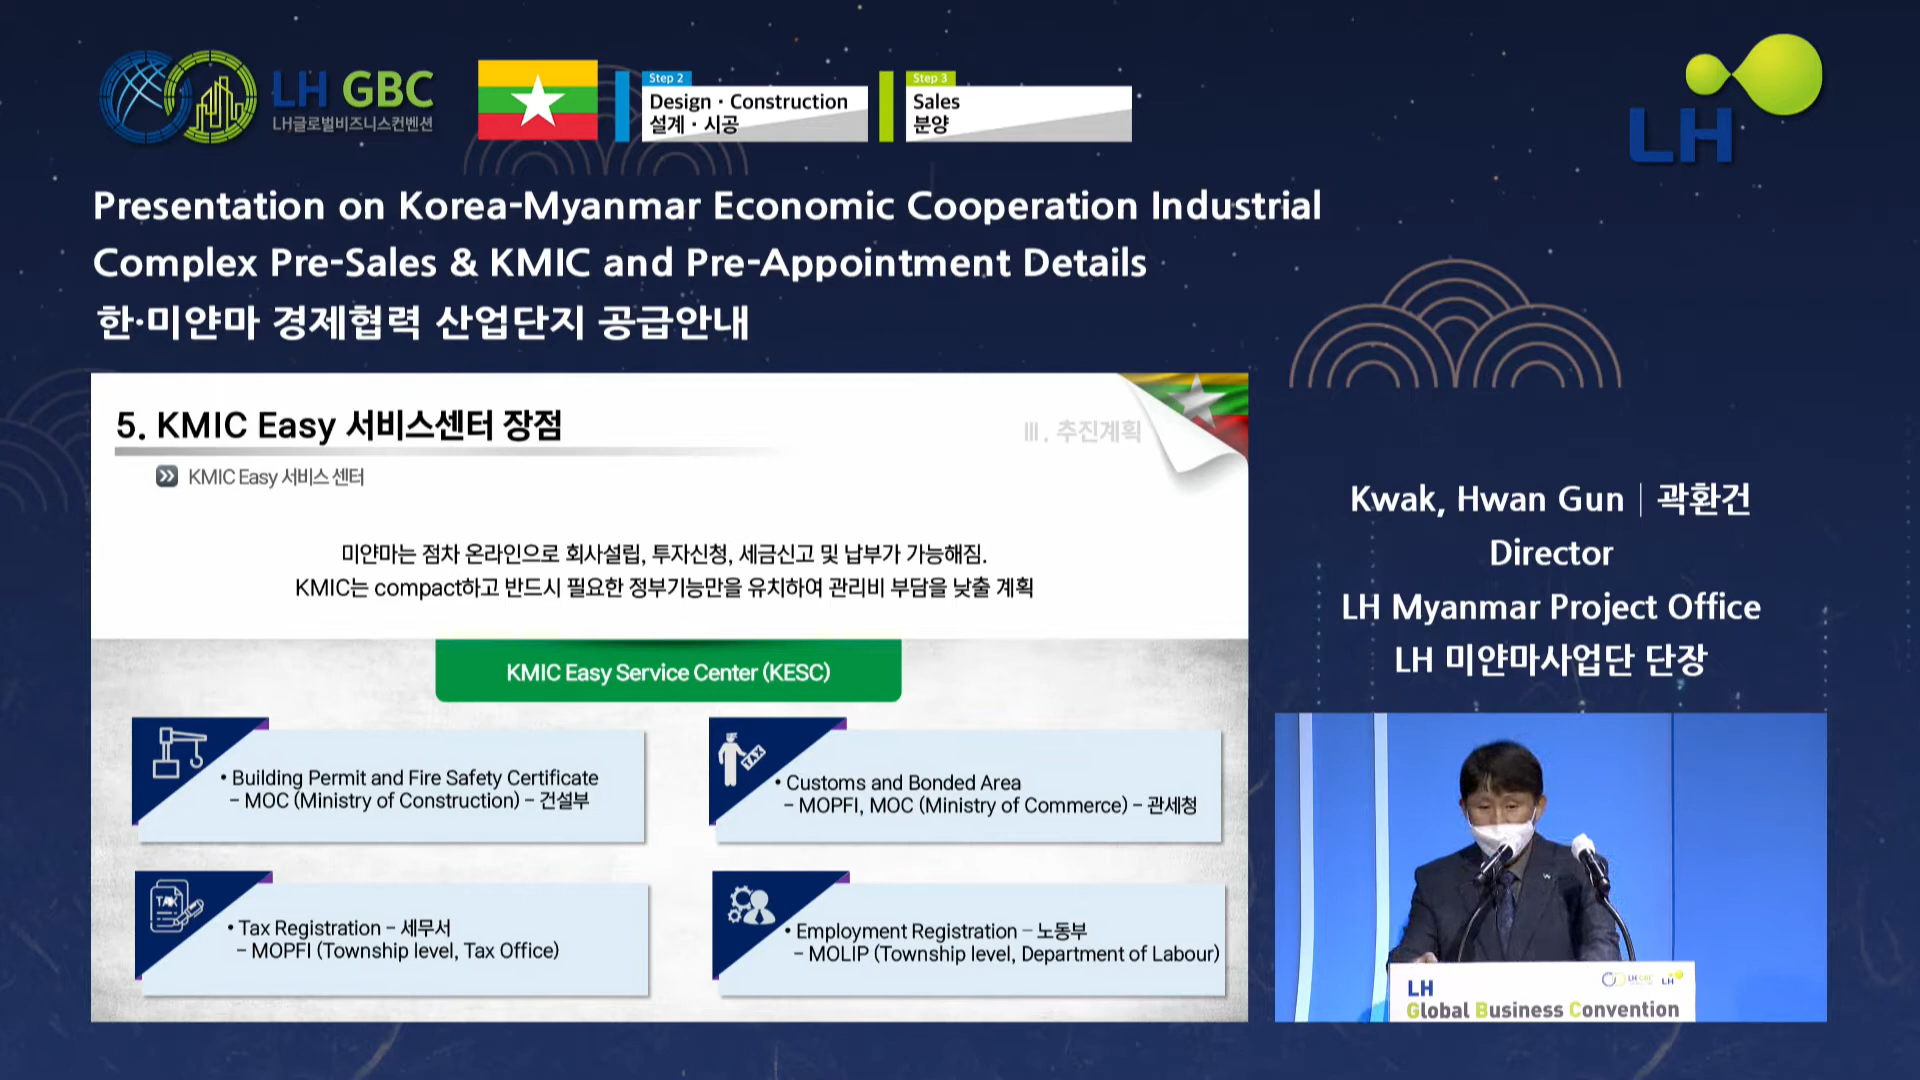 LH GBC
LH글로벌비즈니스컨벤션
Step 2
Design · Construction
설계 · 시공
Step 3
Sales
분양
LH
Presentation on Korea-Myanmar Economic Cooperation Industrial
Complex Pre-Sales & KMIC and Pre-Appointment Details
한·미얀마 경제협력 산업단지 공급안내
5. KMIC Easy 서비스센터 장점
Ⅲ. 추진계획
KMIC Easy 서비스 센터
미얀마는 점차 온라인으로 회사설립, 투자신청, 세금신고 및 납부가 가능해짐.
KMIC는 compact하고 반드시 필요한 정부기능만을 유치하여 관리비 부담을 낮출 계획
KMIC Easy Service Center (KESC)
• Building Permit and Fire Safety Certificate
– MOC (Ministry of Construction) – 건설부
TAX
• Customs and Bonded Area
– MOPFI, MOC (Ministry of Commerce) – 관세청
TAX
• Tax Registration – 세무서
– MOPFI (Township level, Tax Office)
• Employment Registration – 노동부
– MOLIP (Township level, Department of Labour)
Kwak, Hwan Gun | 곽환건
Director
LH Myanmar Project Office
LH 미얀마사업단 단장
LH GBC
LH
LH
Global Business Convention